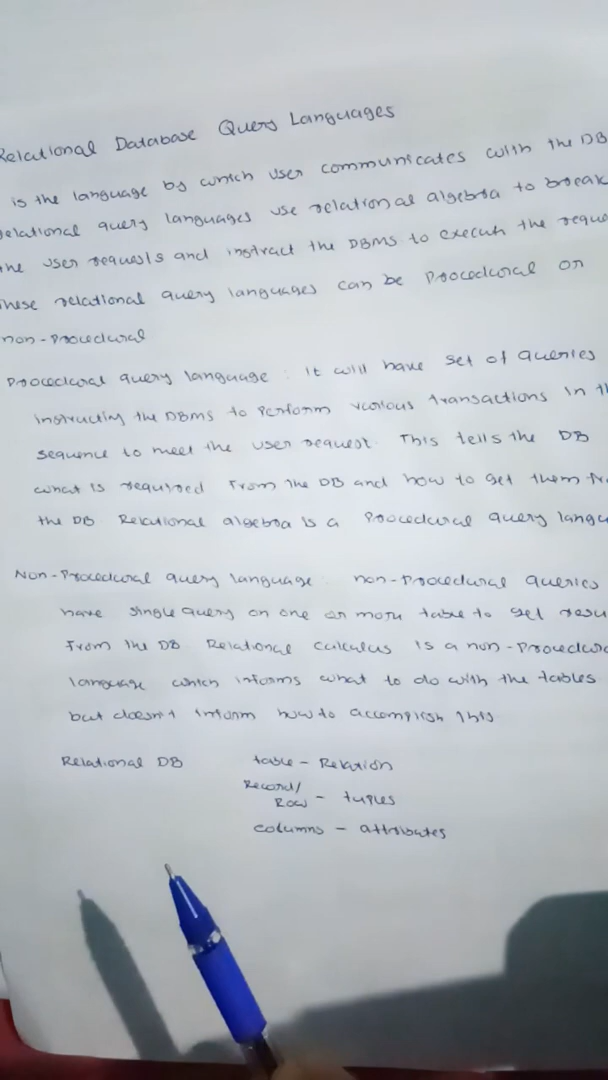 Relational Database Query Languages
is the language by which user communicates with the DB
relational query languages use relational algebra to break
the user requests and instruct the DBMS to execute the reque
these relational query languages can be Procedural or
non-procedural
Procedural query language : it will have set of queries
instructing the DBMS to perform various transactions in th
sequence to meet the user request. This tells the DB
what is required from the DB and how to get them fr
the DB Relational algebra is a Procedural query langu
Non-Procedural query language : non-procedural queries
have single query on one or more table to get resu
from the DB Relational calculus is a non-procedur
language which informs what to do with the tables
but doesn't inform how to accomplish this
Relational DB table - Relation
Record/
Row - tuples
columns - attributes